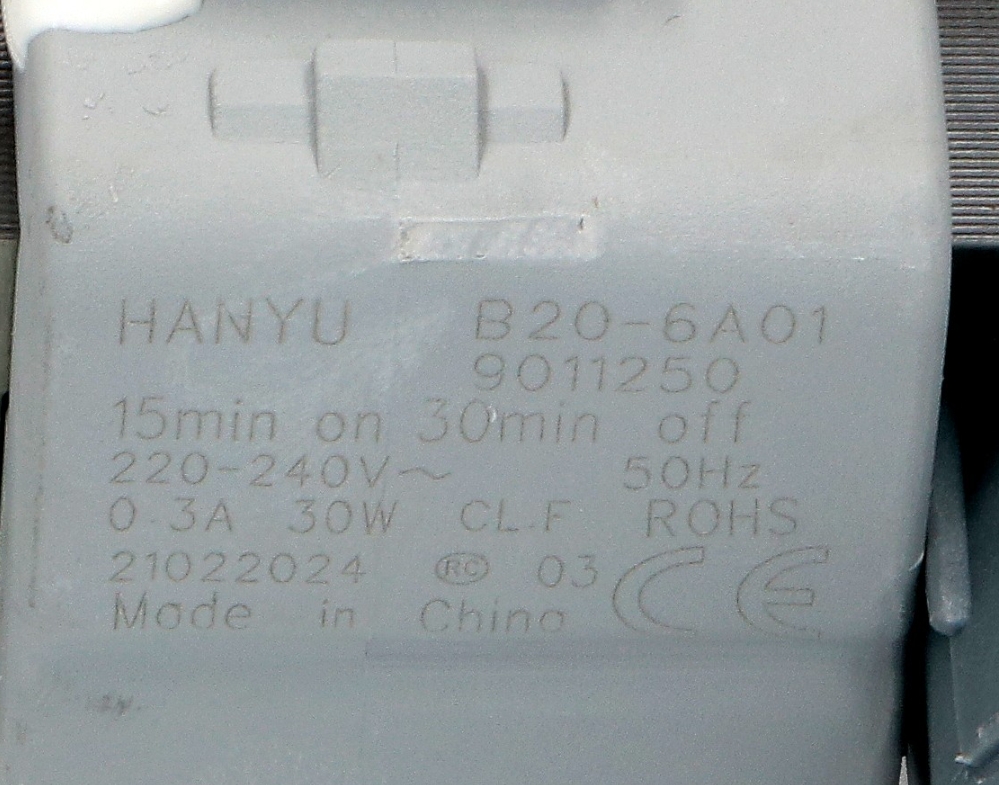 HANYU B20-6A01
9011250
15min on 30min off
220-240V~ 50Hz
0.3A 30W CL.F ROHS
21022024 RC 03 CE
Made in China